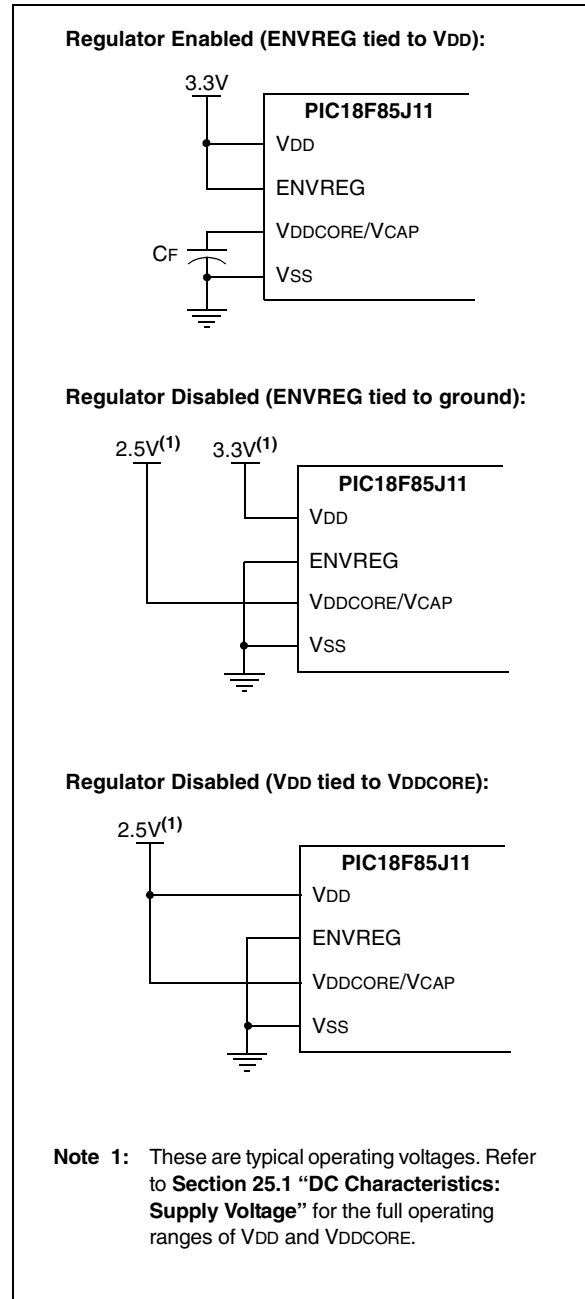 Regulator Enabled (ENVREG tied to VDD):
3.3V
PIC18F85J11
VDD
ENVREG
VDDCORE/VCAP
CF
VSS
Regulator Disabled (ENVREG tied to ground):
2.5V(1) 3.3V(1)
PIC18F85J11
VDD
ENVREG
VDDCORE/VCAP
VSS
Regulator Disabled (VDD tied to VDDCORE):
2.5V(1)
PIC18F85J11
VDD
ENVREG
VDDCORE/VCAP
VSS
Note 1: These are typical operating voltages. Refer
to Section 25.1 “DC Characteristics:
Supply Voltage” for the full operating
ranges of VDD and VDDCORE.